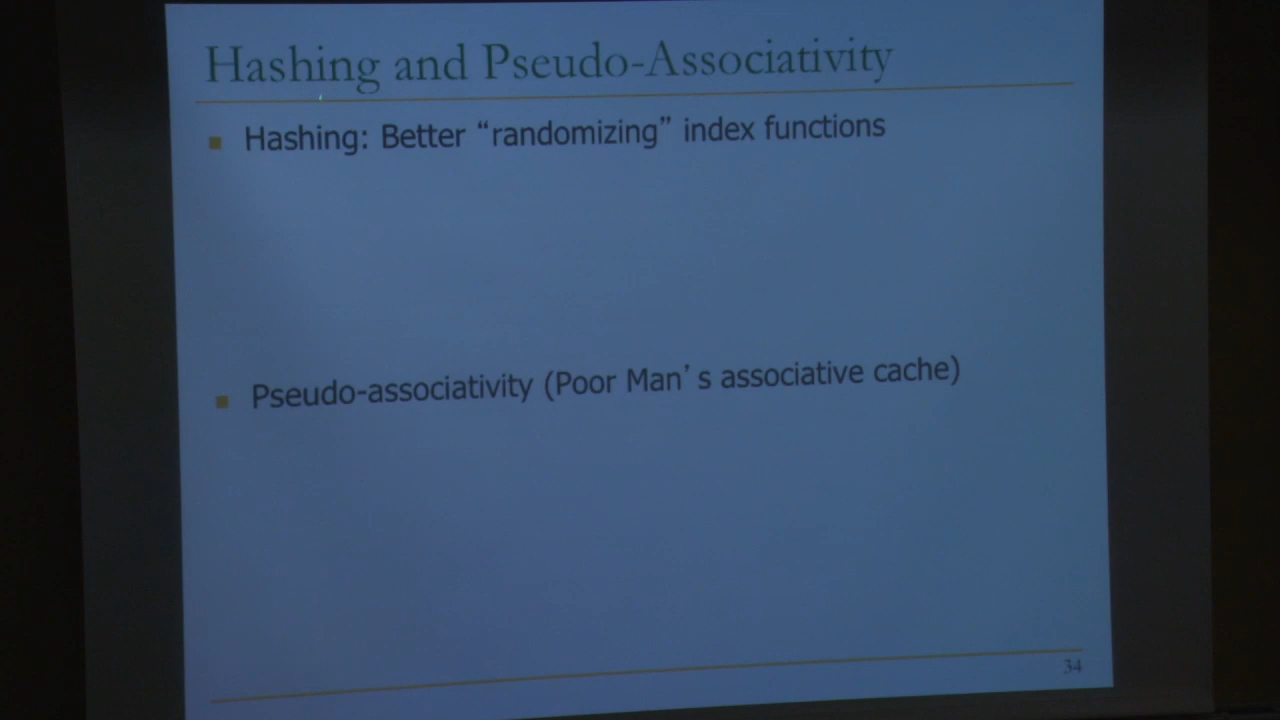 Hashing and Pseudo-Associativity
Hashing: Better “randomizing” index functions
Pseudo-associativity (Poor Man’s associative cache)
34